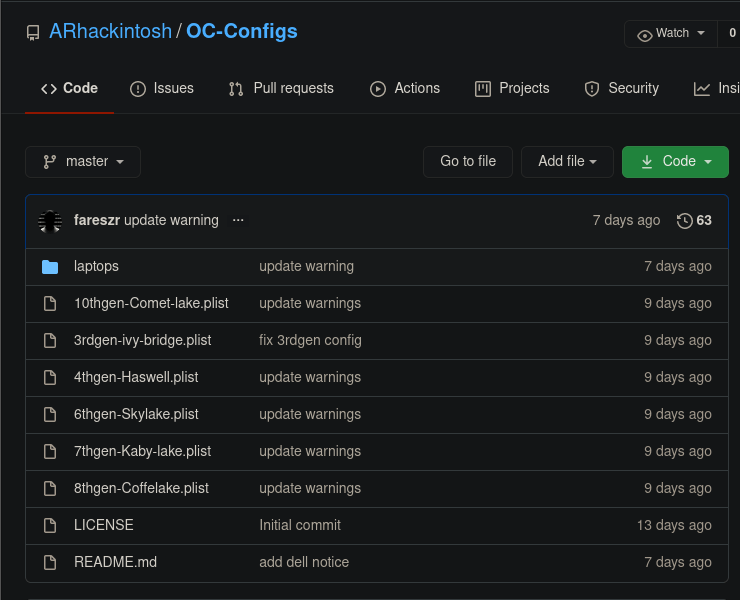 ARhackintosh / OC-Configs
Watch 0
Code Issues Pull requests Actions Projects Security Insi
master Go to file Add file Code
fareszr update warning ... 7 days ago 63
laptops update warning 7 days ago
10thgen-Comet-lake.plist update warnings 9 days ago
3rdgen-ivy-bridge.plist fix 3rdgen config 9 days ago
4thgen-Haswell.plist update warnings 9 days ago
6thgen-Skylake.plist update warnings 9 days ago
7thgen-Kaby-lake.plist update warnings 9 days ago
8thgen-Coffelake.plist update warnings 9 days ago
LICENSE Initial commit 13 days ago
README.md add dell notice 7 days ago